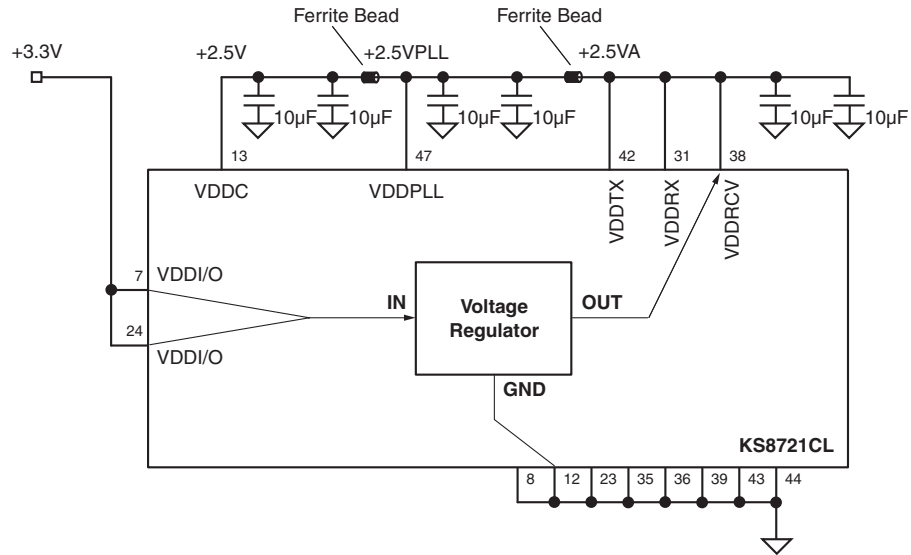 Ferrite Bead
Ferrite Bead
+3.3V
+2.5V
+2.5VPLL
+2.5VA
10µF
10µF
10µF
10µF
10µF
10µF
13
47
42
31
38
VDDC
VDDPLL
VDDTX
VDDRX
VDDRCV
7
VDDI/O
24
VDDI/O
IN
Voltage
Regulator
OUT
GND
KS8721CL
8
12
23
35
36
39
43
44